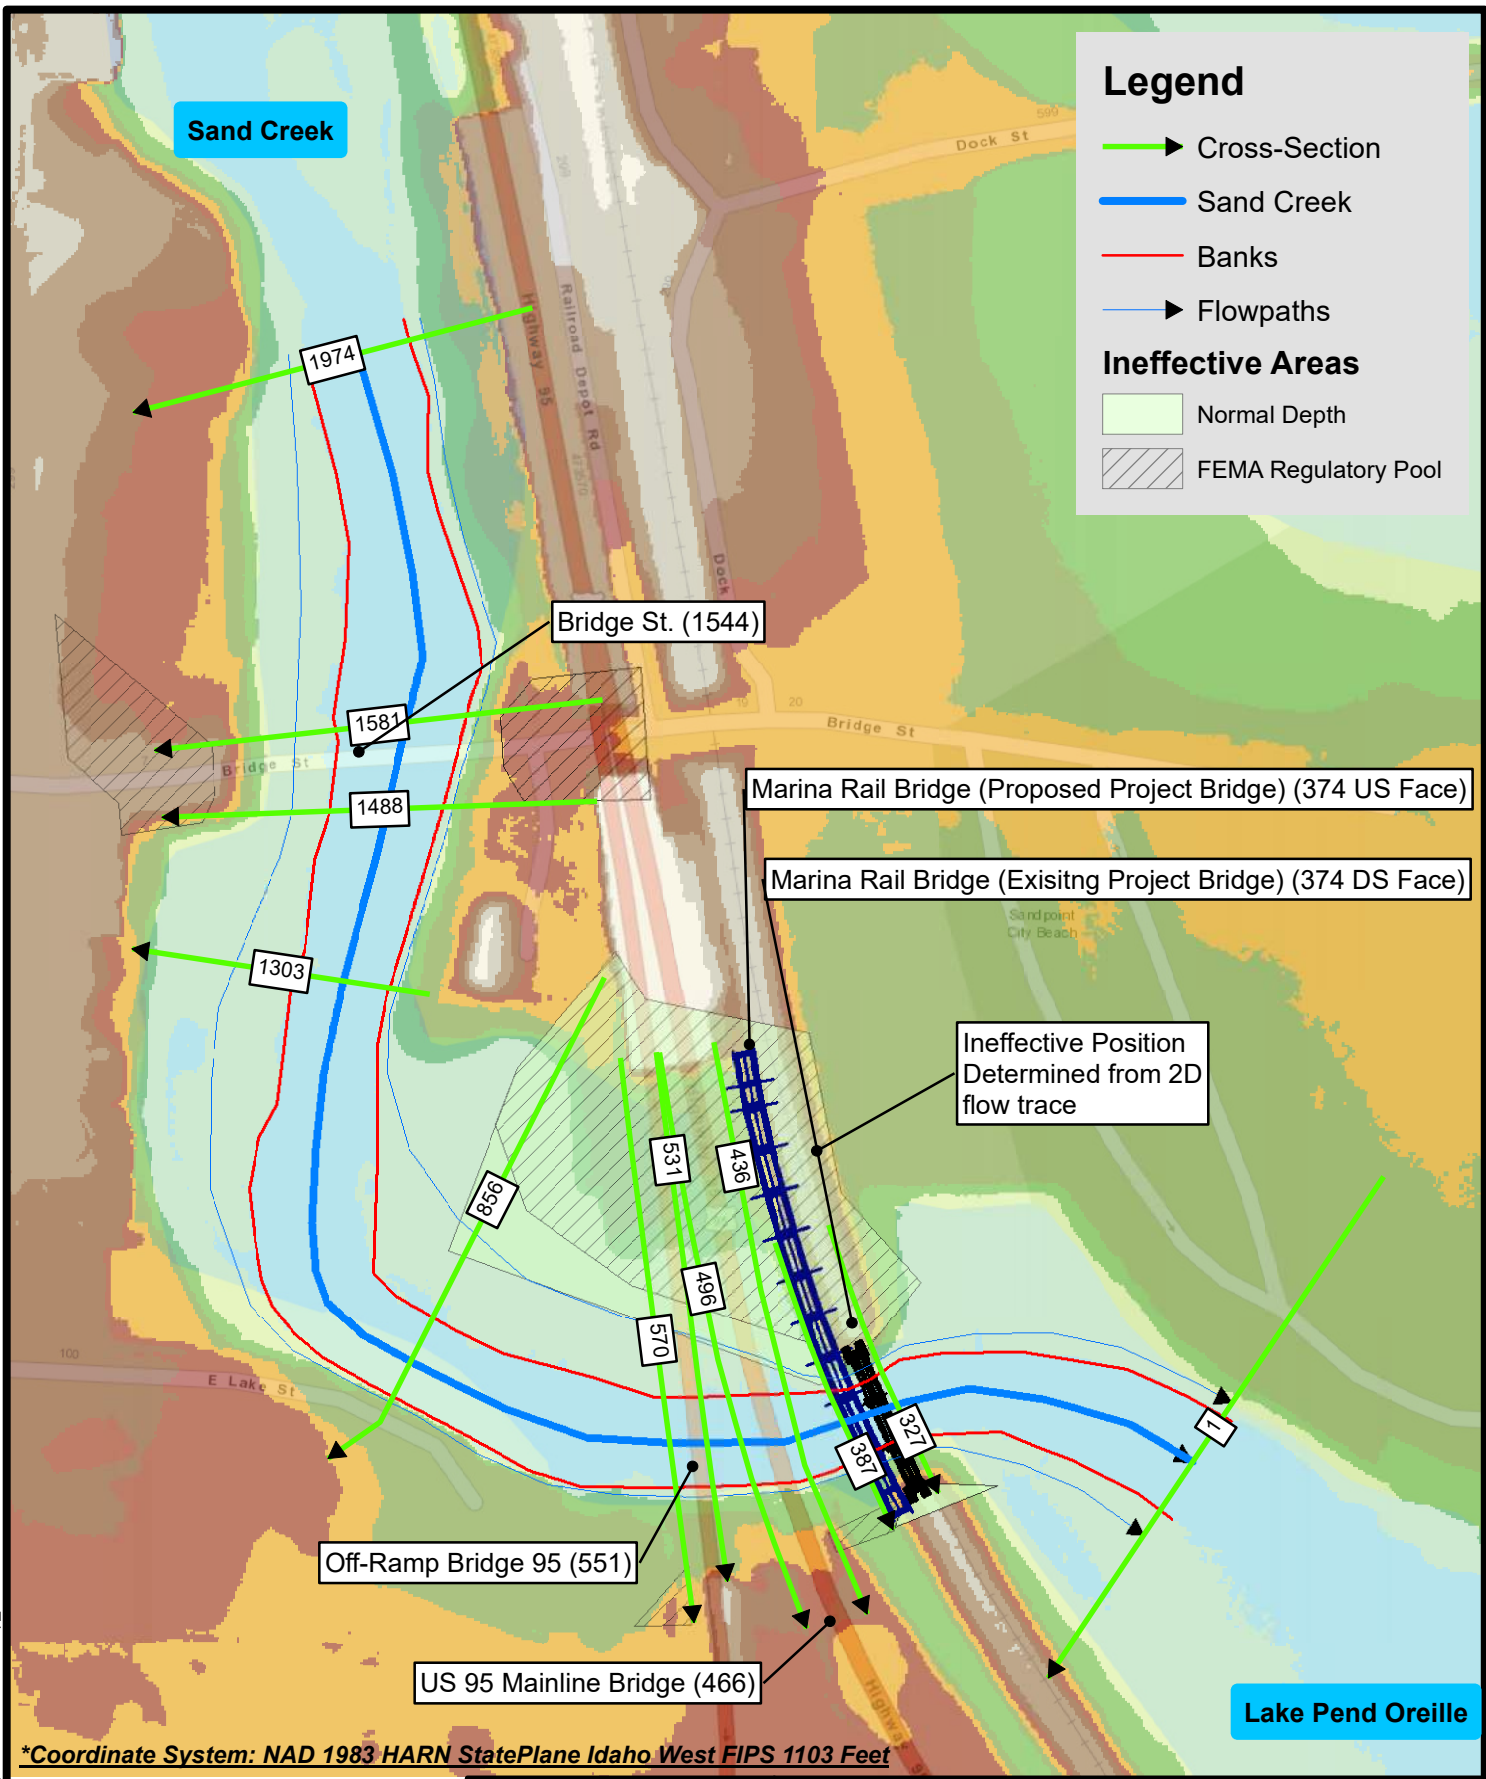 Sand Creek
Legend
Cross-Section
Sand Creek
Banks
Flowpaths
Ineffective Areas
Normal Depth
FEMA Regulatory Pool
599
Dock St
Highway 95
Railroad Depot Rd
Dock
1974
Bridge St. (1544)
1581
19
20
Bridge St
Bridge St
1488
Marina Rail Bridge (Proposed Project Bridge) (374 US Face)
Marina Rail Bridge (Exisitng Project Bridge) (374 DS Face)
Sandpoint
City Beach
1303
Ineffective Position
Determined from 2D
flow trace
531
436
856
496
570
100
E Lake St
327
387
1
Off-Ramp Bridge 95 (551)
US 95 Mainline Bridge (466)
Highway
Lake Pend Oreille
*Coordinate System: NAD 1983 HARN StatePlane Idaho West FIPS 1103 Feet